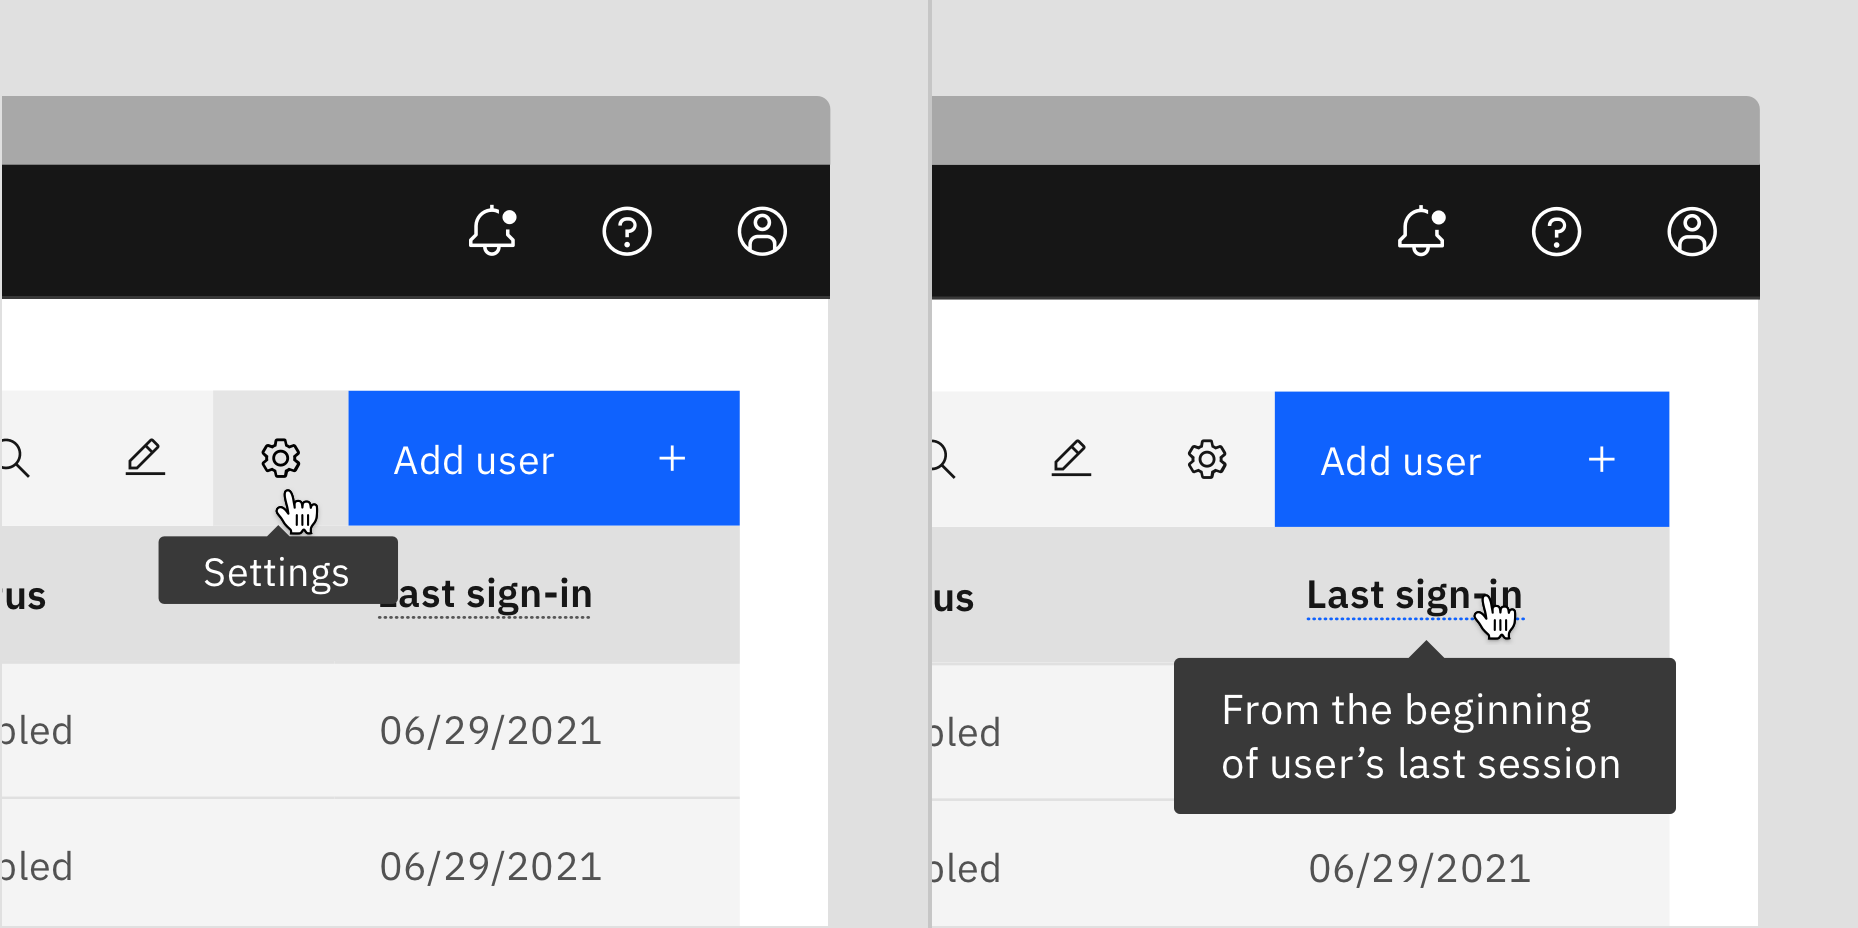 Add user
Settings
us
Last sign-in
bled
06/29/2021
bled
06/29/2021
Add user
us
Last sign-in
From the beginning
of user’s last session
bled
bled
06/29/2021